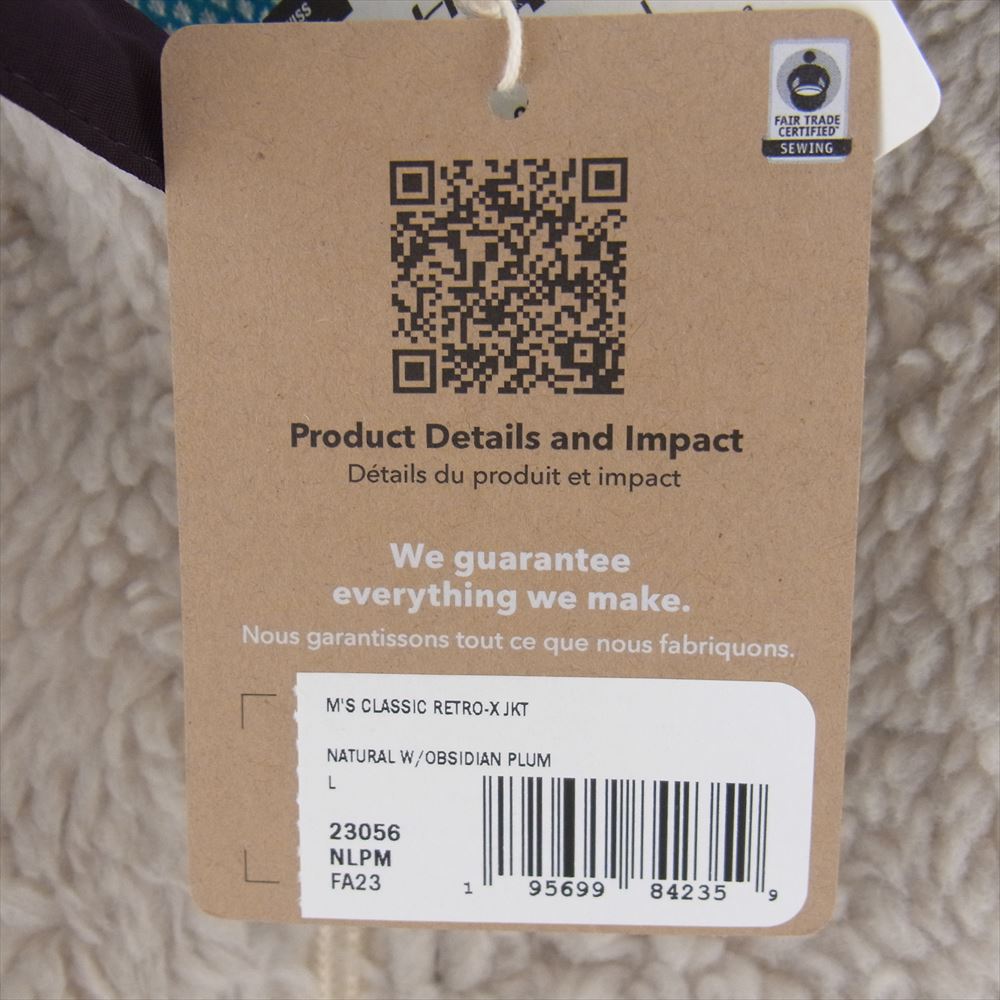 FAIR TRADE
CERTIFIED™
SEWING
Product Details and Impact
Détails du produit et impact
We guarantee
everything we make.
Nous garantissons tout ce que nous fabriquons.
M'S CLASSIC RETRO-X JKT
NATURAL W/OBSIDIAN PLUM
L
23056
NLPM
FA23
1 95699 84235 9